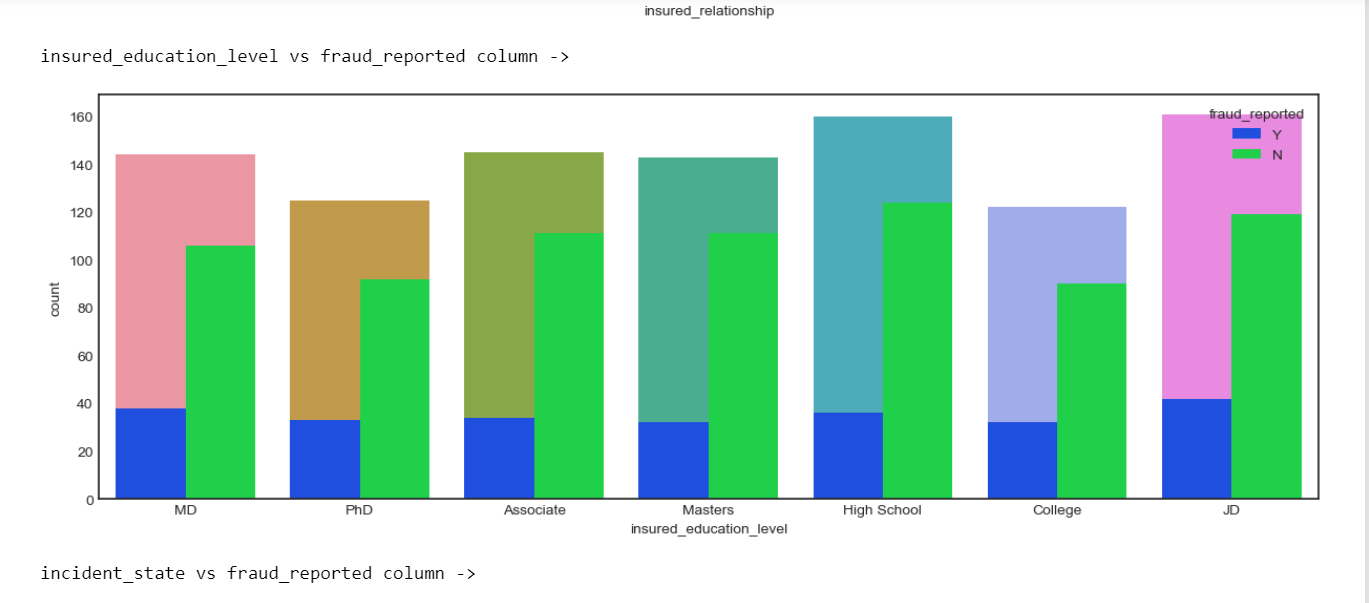 insured_relationship
insured_education_level vs fraud_reported column ->
fraud_reported
Y
N
160
140
120
100
80
60
40
20
0
count
MD PhD Associate Masters High School College JD
insured_education_level
incident_state vs fraud_reported column ->